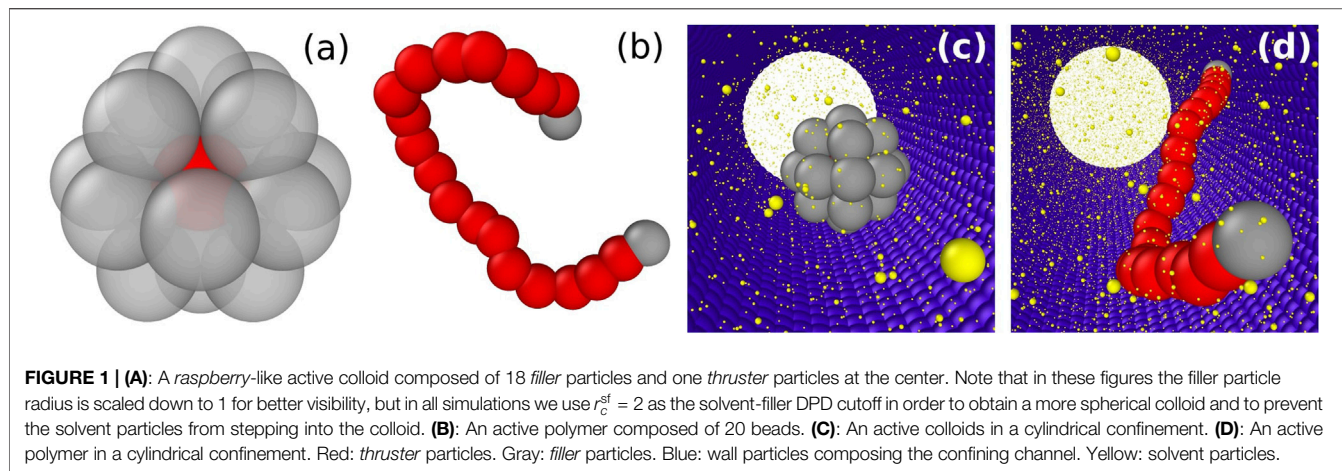 (a)
(b)
(c)
(d)
FIGURE 1 | (A): A raspberry-like active colloid composed of 18 filler particles and one thruster particles at the center. Note that in these figures the filler particle
radius is scaled down to 1 for better visibility, but in all simulations we use r_c^sf = 2 as the solvent-filler DPD cutoff in order to obtain a more spherical colloid and to prevent
the solvent particles from stepping into the colloid. (B): An active polymer composed of 20 beads. (C): An active colloids in a cylindrical confinement. (D): An active
polymer in a cylindrical confinement. Red: thruster particles. Gray: filler particles. Blue: wall particles composing the confining channel. Yellow: solvent particles.